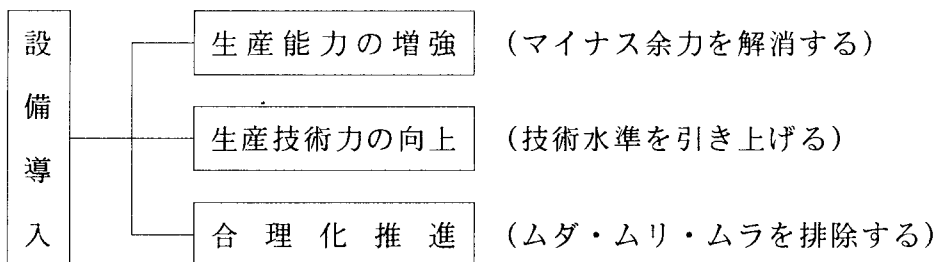 設備導入
生産能力の増強 (マイナス余力を解消する)
生産技術力の向上 (技術水準を引き上げる)
合理化推進 (ムダ・ムリ・ムラを排除する)